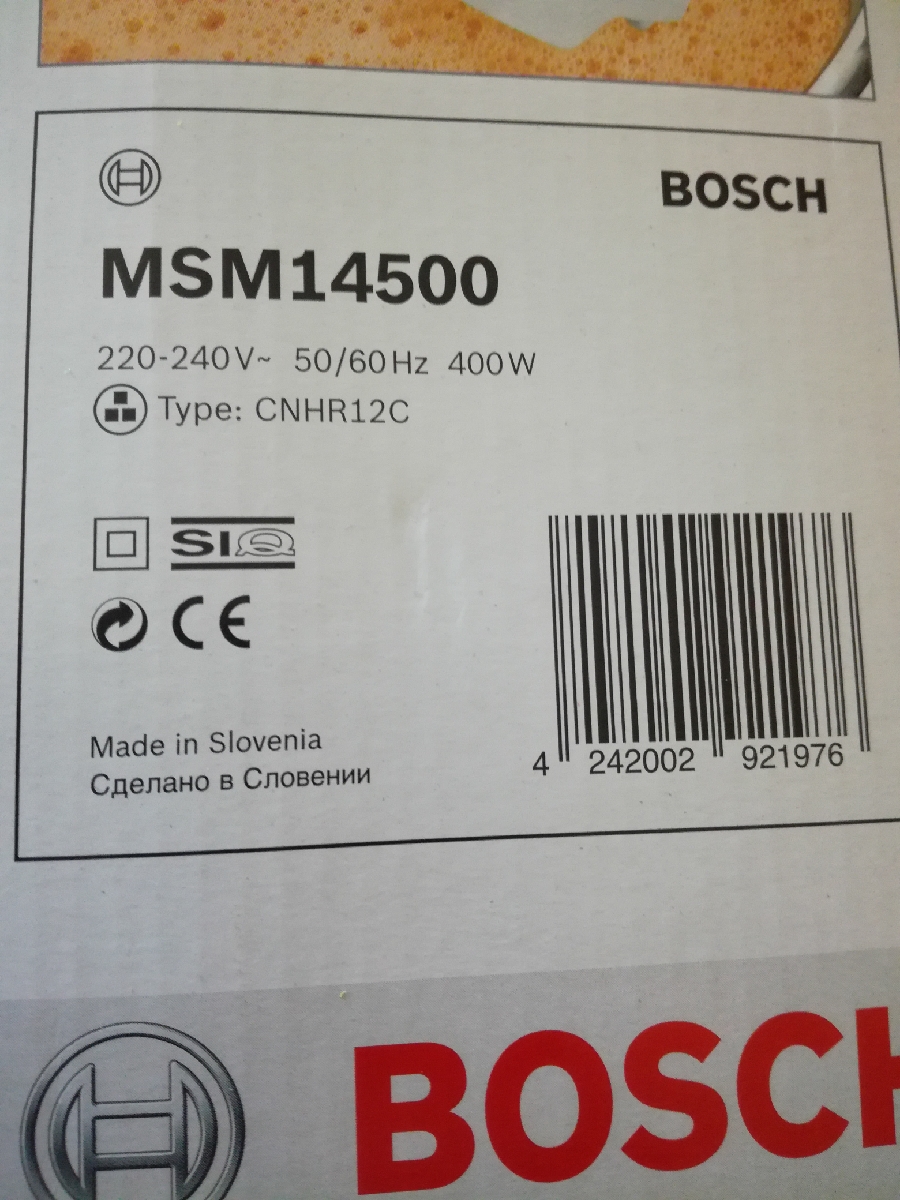 BOSCH
MSM14500
220-240V~ 50/60Hz 400W
Type: CNHR12C
SIQ
CE
Made in Slovenia
Сделано в Словении
4 242002 921976
BOSCH